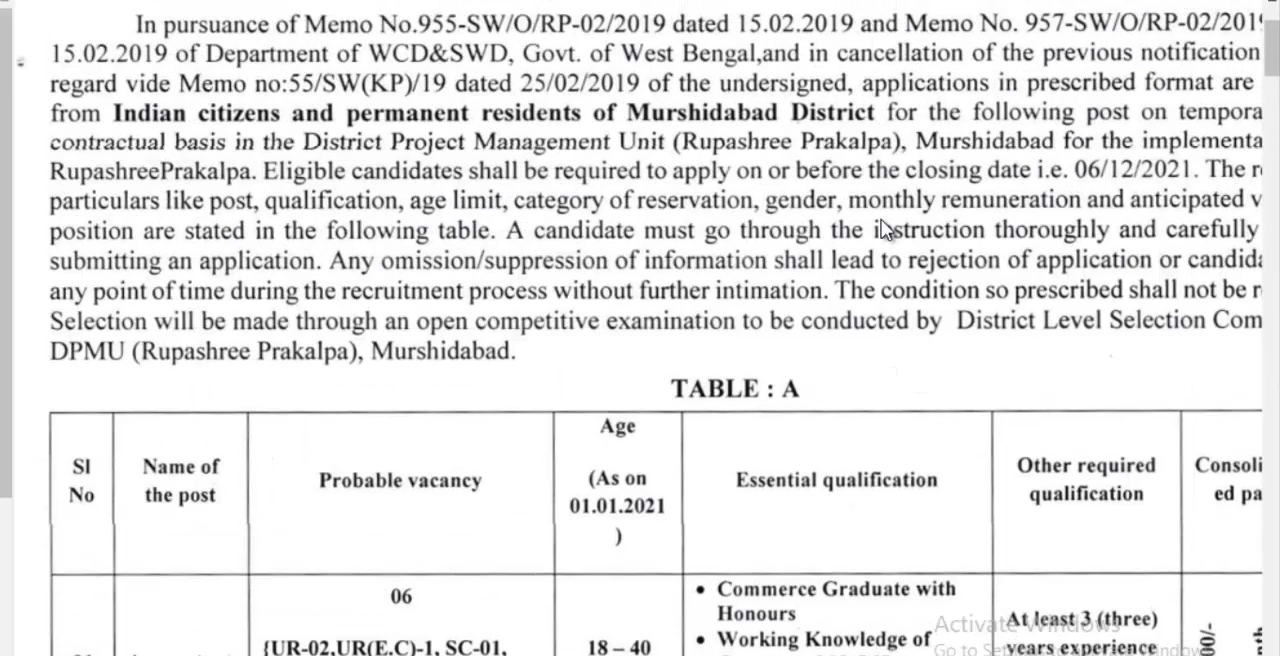 In pursuance of Memo No.955-SW/O/RP-02/2019 dated 15.02.2019 and Memo No. 957-SW/O/RP-02/201
15.02.2019 of Department of WCD&SWD, Govt. of West Bengal,and in cancellation of the previous notification
regard vide Memo no:55/SW(KP)/19 dated 25/02/2019 of the undersigned, applications in prescribed format are
from Indian citizens and permanent residents of Murshidabad District for the following post on tempora
contractual basis in the District Project Management Unit (Rupashree Prakalpa), Murshidabad for the implementa
RupashreePrakalpa. Eligible candidates shall be required to apply on or before the closing date i.e. 06/12/2021. The
particulars like post, qualification, age limit, category of reservation, gender, monthly remuneration and anticipated v
position are stated in the following table. A candidate must go through the instruction thoroughly and carefully
submitting an application. Any omission/suppression of information shall lead to rejection of application or candida
any point of time during the recruitment process without further intimation. The condition so prescribed shall not be
Selection will be made through an open competitive examination to be conducted by District Level Selection Com
DPMU (Rupashree Prakalpa), Murshidabad.
TABLE : A
Sl No
Name of the post
Probable vacancy
Age
(As on
01.01.2021
)
Essential qualification
Other required
qualification
Consoli
ed pa
06
{UR-02,UR(E.C)-1, SC-01,
18 – 40
• Commerce Graduate with
Honours
• Working Knowledge of
At least 3 (three)
years experience
00/-
Activate Windows